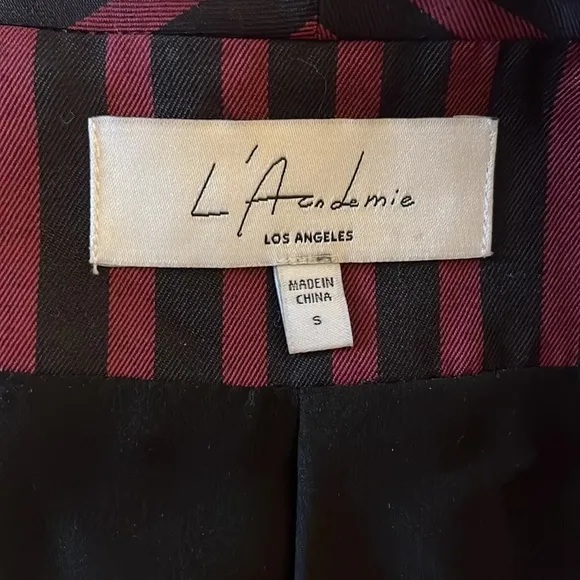 L'Academie
LOS ANGELES
MADE IN
CHINA
S